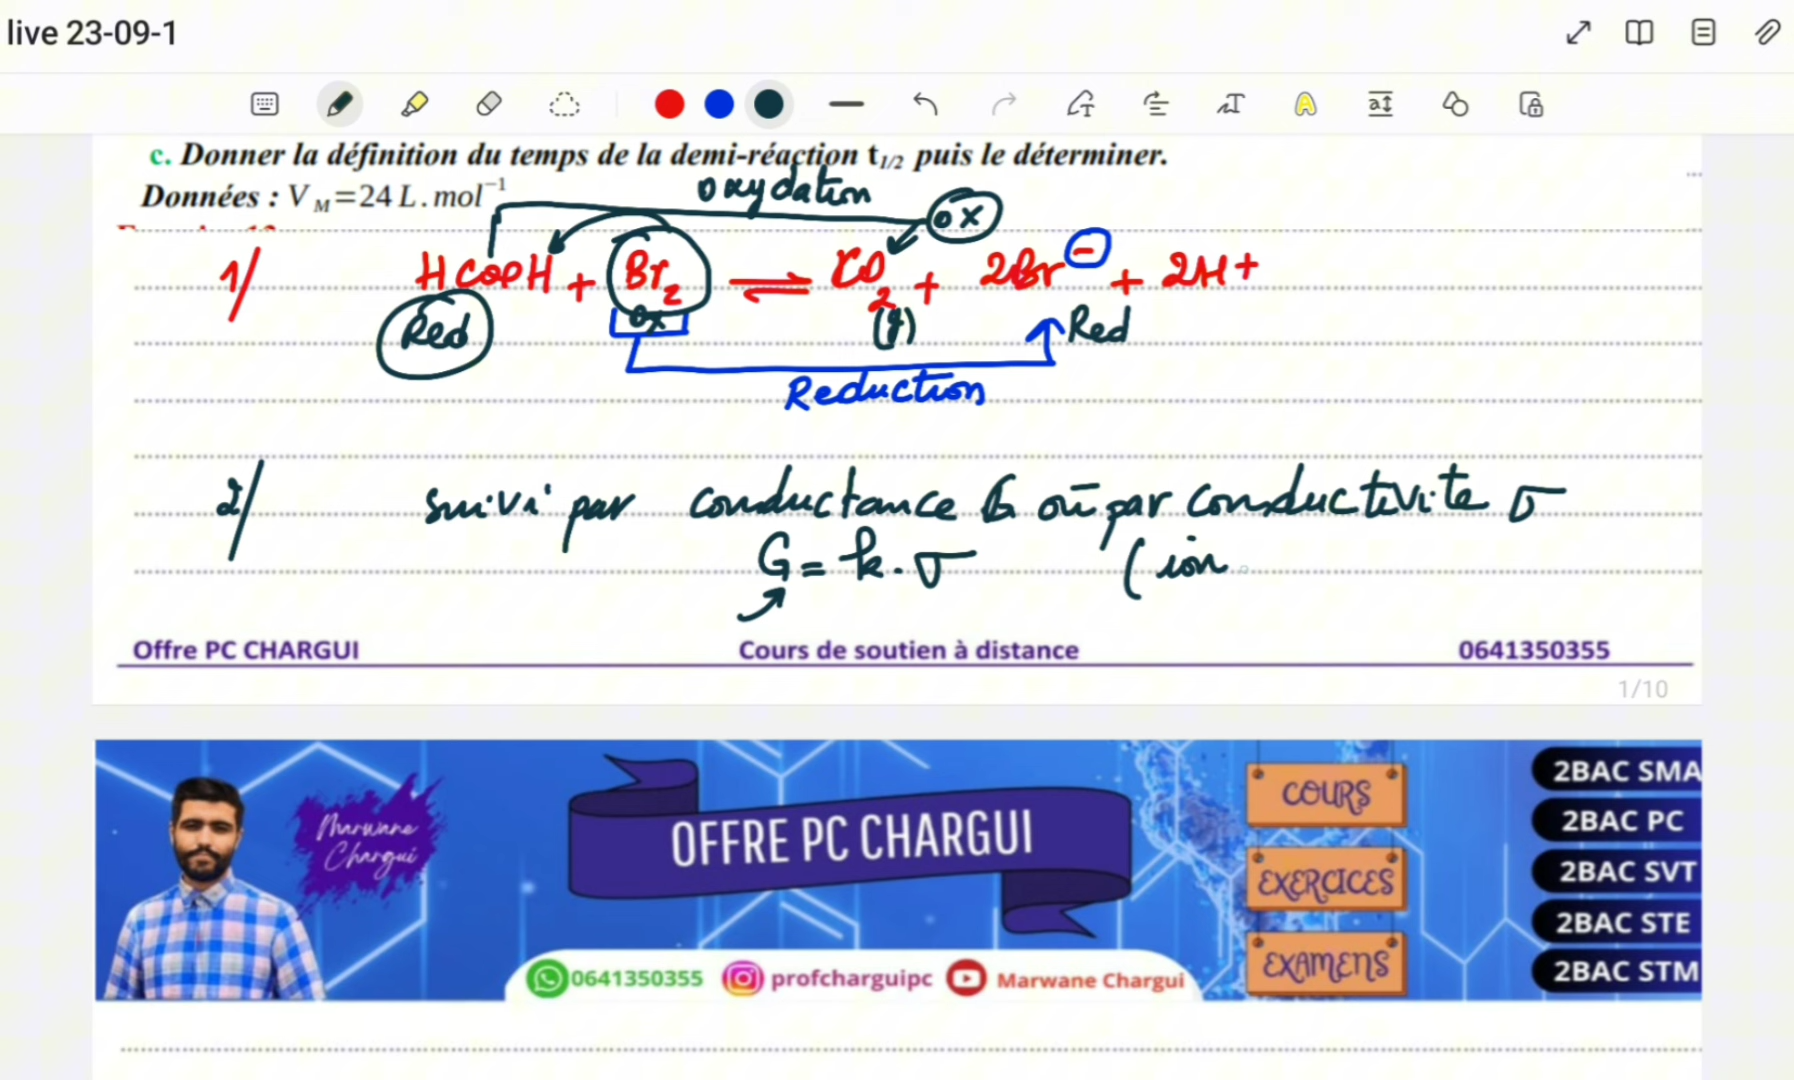 live 23-09-1
c. Donner la définition du temps de la demi-réaction t1/2 puis le déterminer.
Données : V M=24 L.mol⁻¹
oxydation
ox
1/ HCOOH + Br2 ⇌ CO2 + 2Br⁻ + 2H+
Red ox (g) Red
Reduction
2/ suivi par conductance G ou par conductivite σ
G = k.σ (ion
Offre PC CHARGUI Cours de soutien à distance 0641350355
1/10
Marwane
Chargui
OFFRE PC CHARGUI
COURS
EXERCICES
EXAMENS
2BAC SMA
2BAC PC
2BAC SVT
2BAC STE
2BAC STM
0641350355 profcharguipc Marwane Chargui